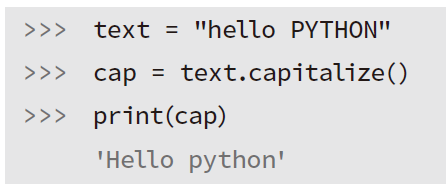 >>> text = "hello PYTHON"
>>> cap = text.capitalize()
>>> print(cap)
'Hello python'